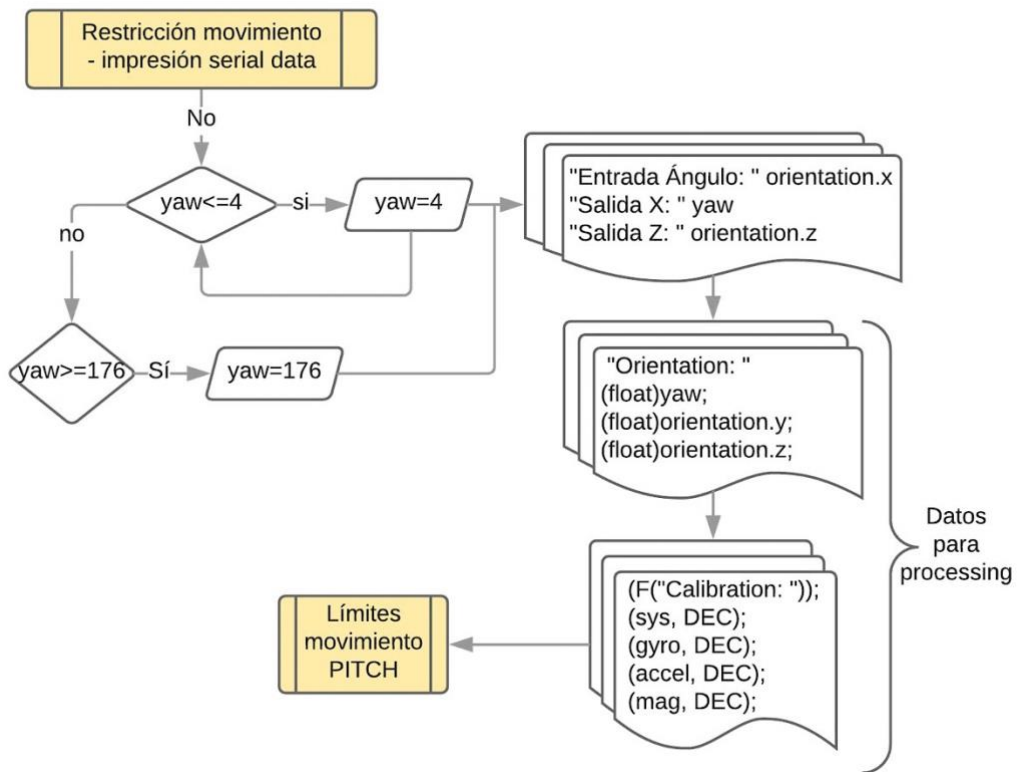 Restricción movimiento
- impresión serial data
No
yaw<=4
si
yaw=4
no
yaw>=176
Sí
yaw=176
"Entrada Ángulo: " orientation.x
"Salida X: " yaw
"Salida Z: " orientation.z
"Orientation: "
(float)yaw;
(float)orientation.y;
(float)orientation.z;
Datos
para
processing
(F("Calibration: "));
(sys, DEC);
(gyro, DEC);
(accel, DEC);
(mag, DEC);
Límites
movimiento
PITCH